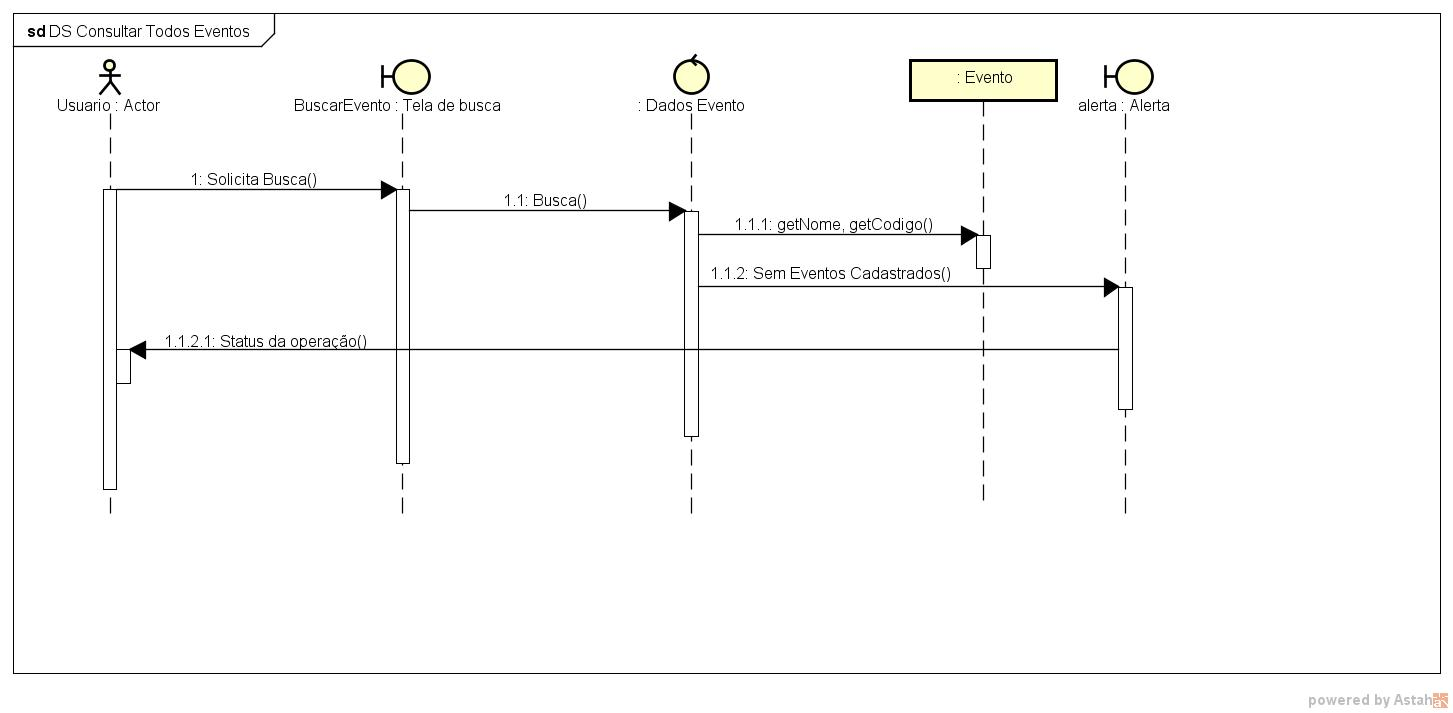 sd DS Consultar Todos Eventos
Usuario : Actor
BuscarEvento : Tela de busca
: Dados Evento
: Evento
alerta : Alerta
1: Solicita Busca()
1.1: Busca()
1.1.1: getNome, getCodigo()
1.1.2: Sem Eventos Cadastrados()
1.1.2.1: Status da operação()
powered by Astah